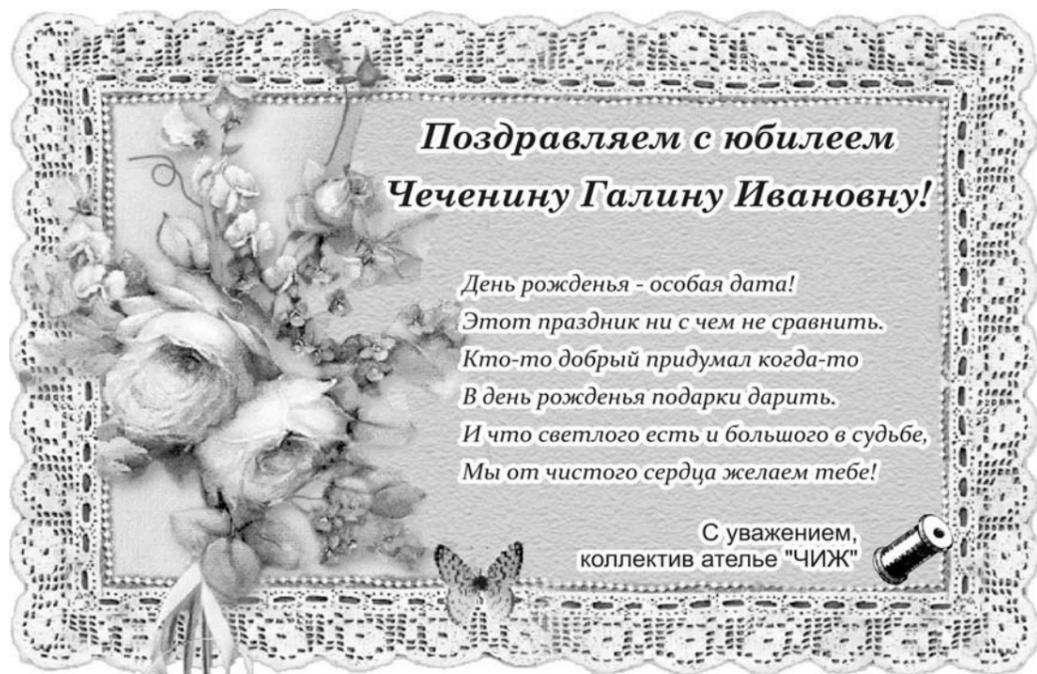 Поздравляем с юбилеем
Чеченину Галину Ивановну!
День рожденья - особая дата!
Этот праздник ни с чем не сравнить.
Кто-то добрый придумал когда-то
В день рожденья подарки дарить.
И что светлого есть и большого в судьбе,
Мы от чистого сердца желаем тебе!
С уважением,
коллектив ателье "ЧИЖ"